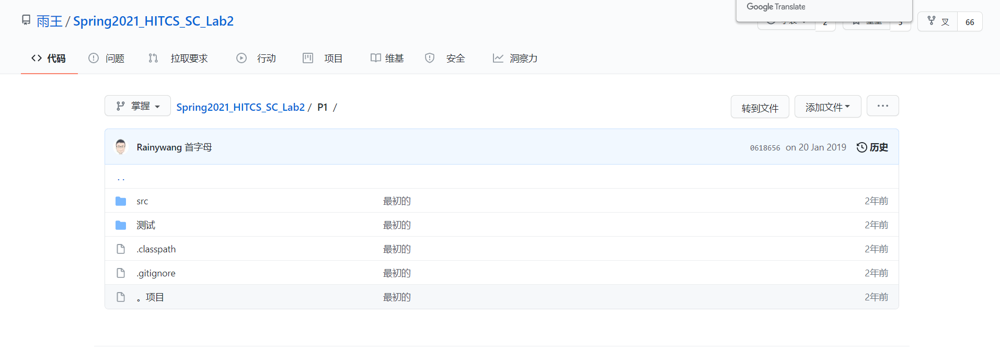 Google Translate
雨王 / Spring2021_HITCS_SC_Lab2
2
叉 66
代码 问题 拉取要求 行动 项目 维基 安全 洞察力
掌握 Spring2021_HITCS_SC_Lab2 / P1 /
转到文件 添加文件 ...
Rainywang 首字母 0618656 on 20 Jan 2019 历史
..
src 最初的 2年前
测试 最初的 2年前
.classpath 最初的 2年前
.gitignore 最初的 2年前
。项目 最初的 2年前